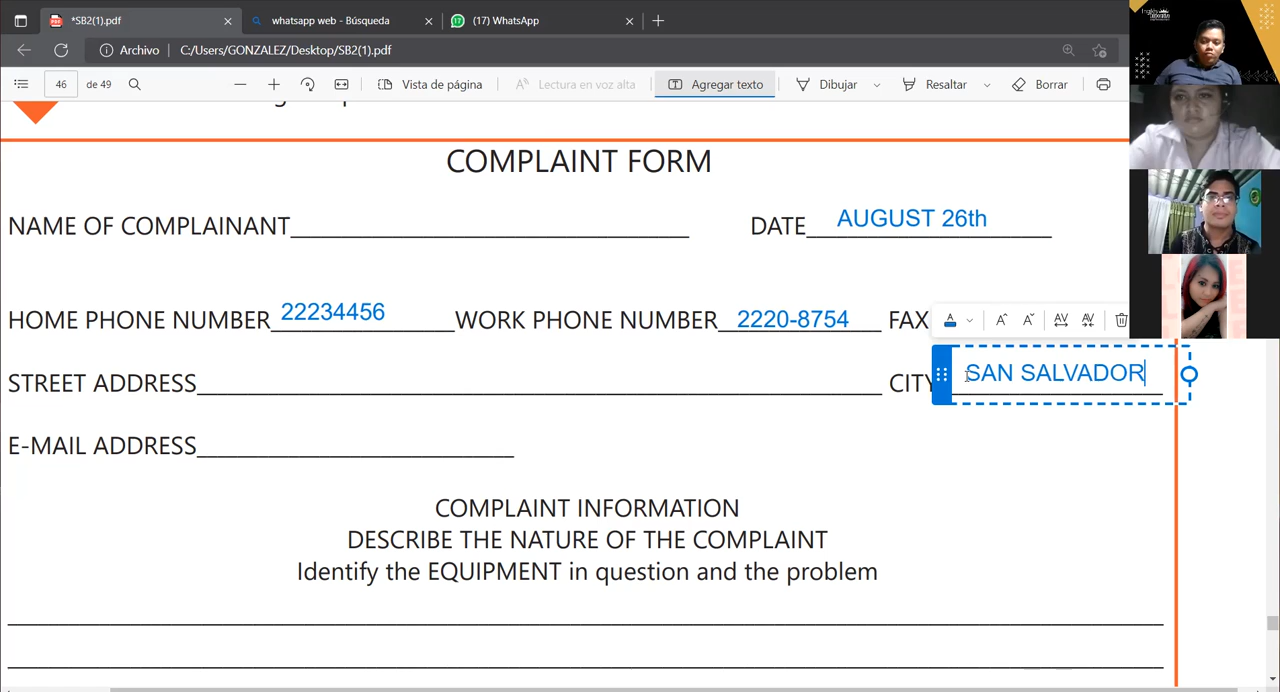 *SB2(1).pdf
whatsapp web - Búsqueda
(17) WhatsApp
Archivo C:/Users/GONZALEZ/Desktop/SB2(1).pdf
46 de 49 Vista de página Lectura en voz alta Agregar texto Dibujar Resaltar Borrar
COMPLAINT FORM
NAME OF COMPLAINANT DATE AUGUST 26th
HOME PHONE NUMBER 22234456 WORK PHONE NUMBER 2220-8754 FAX
STREET ADDRESS CITY SAN SALVADOR
E-MAIL ADDRESS
COMPLAINT INFORMATION
DESCRIBE THE NATURE OF THE COMPLAINT
Identify the EQUIPMENT in question and the problem